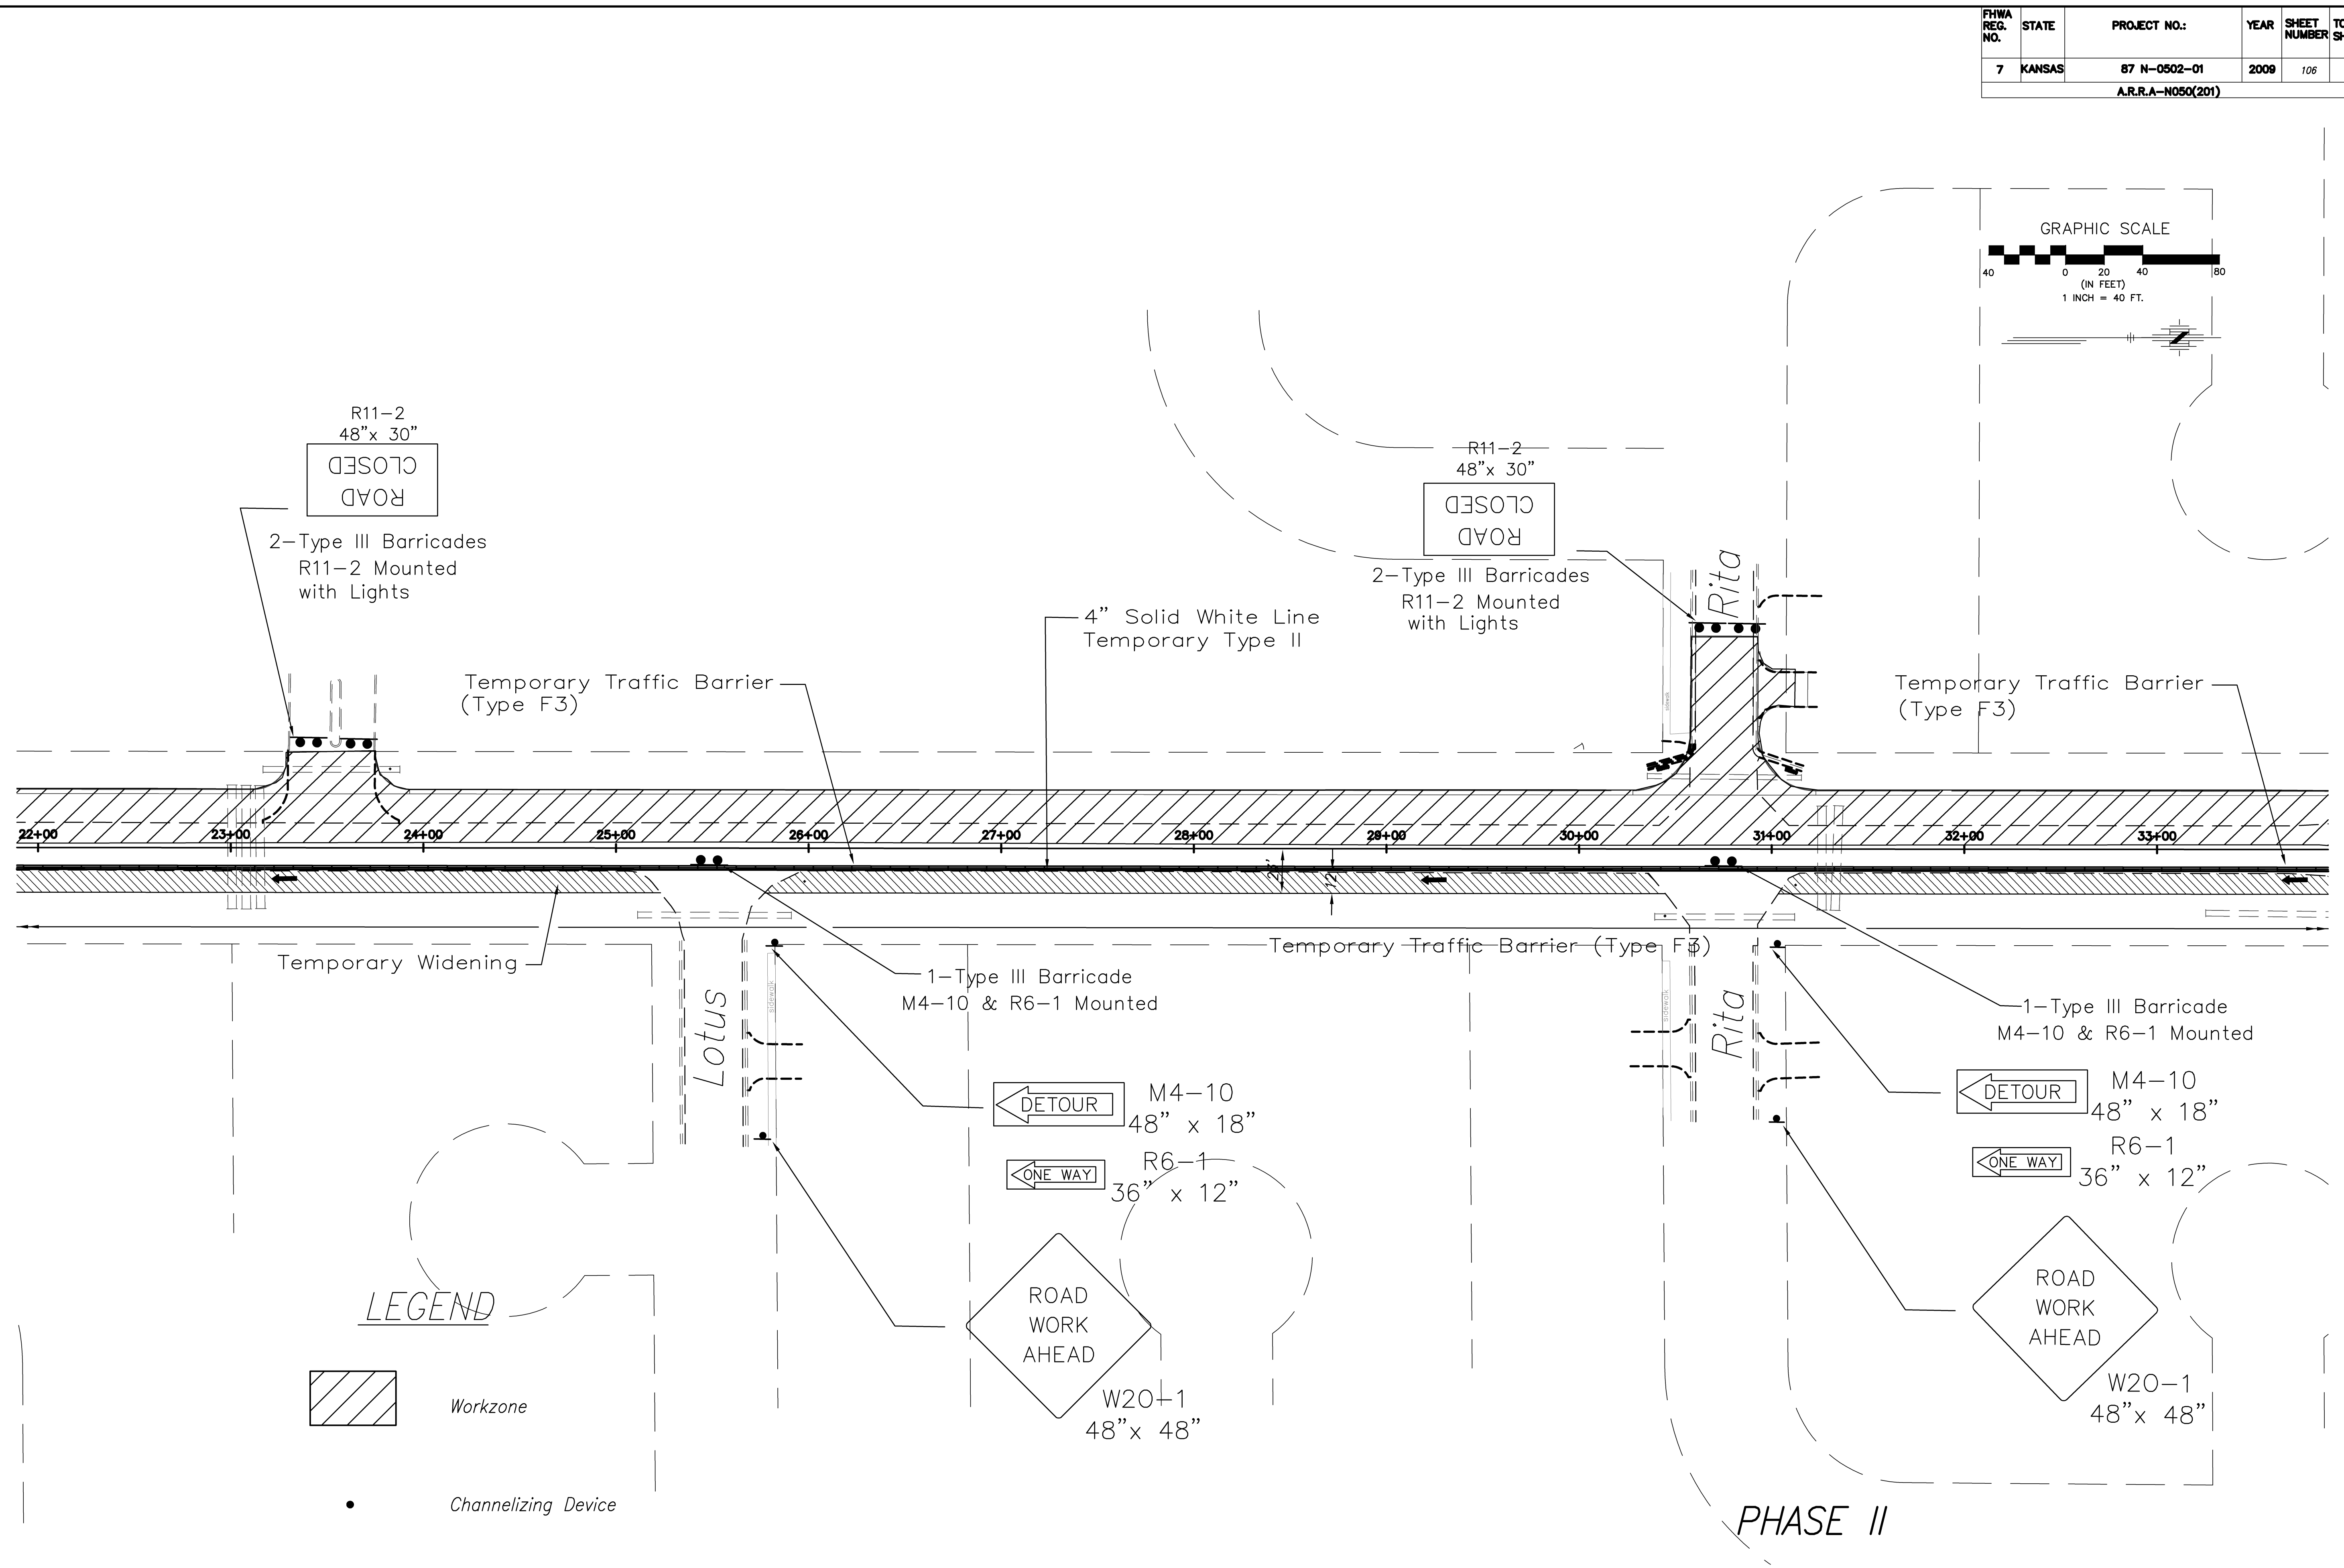 FHWA REG. NO.
STATE
PROJECT NO.:
YEAR
SHEET NUMBER
7
KANSAS
87 N-0502-01
2009
106
A.R.R.A-N050(201)
GRAPHIC SCALE
40 0 20 40 80
(IN FEET)
1 INCH = 40 FT.
R11-2
48"x 30"
ROAD
CLOSED
2-Type III Barricades
R11-2 Mounted
with Lights
R11-2
48"x 30"
ROAD
CLOSED
2-Type III Barricades
R11-2 Mounted
with Lights
Rita
4" Solid White Line
Temporary Type II
Temporary Traffic Barrier
(Type F3)
Temporary Traffic Barrier
(Type F3)
sidewalk
22+00 23+00 24+00 25+00 26+00 27+00 28+00 29+00 30+00 31+00 32+00 33+00
12'
Temporary Widening
Temporary Traffic Barrier (Type F3)
1-Type III Barricade
M4-10 & R6-1 Mounted
1-Type III Barricade
M4-10 & R6-1 Mounted
Lotus
sidewalk
sidewalk
Rita
DETOUR
M4-10
48" x 18"
ONE WAY
R6-1
36" x 12"
ROAD
WORK
AHEAD
W20-1
48"x 48"
DETOUR
M4-10
48" x 18"
ONE WAY
R6-1
36" x 12"
ROAD
WORK
AHEAD
W20-1
48"x 48"
LEGEND
Workzone
Channelizing Device
PHASE II